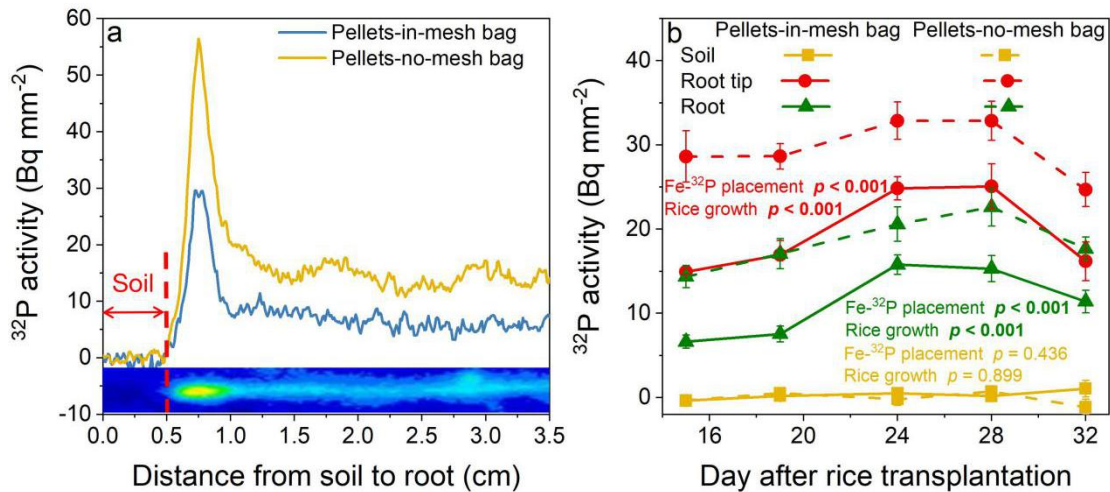 a
Pellets-in-mesh bag
Pellets-no-mesh bag
³²P activity (Bq mm⁻²)
60
50
40
30
20
10
0
-10
Soil
0.0 0.5 1.0 1.5 2.0 2.5 3.0 3.5
Distance from soil to root (cm)
b
Pellets-in-mesh bag Pellets-no-mesh bag
Soil
Root tip
Root
³²P activity (Bq mm⁻²)
40
30
20
10
0
Fe-³²P placement p < 0.001
Rice growth p < 0.001
Fe-³²P placement p < 0.001
Rice growth p < 0.001
Fe-³²P placement p = 0.436
Rice growth p = 0.899
16 20 24 28 32
Day after rice transplantation